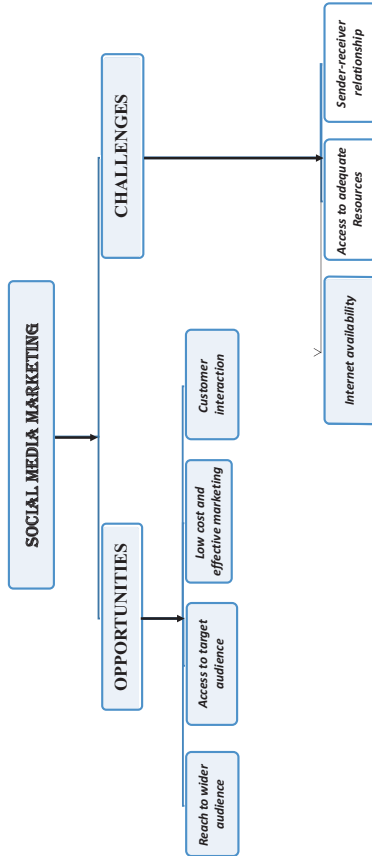 SOCIAL MEDIA MARKETING
OPPORTUNITIES
CHALLENGES
Reach to wider
audience
Access to target
audience
Low cost and
effective marketing
Customer
interaction
Internet availability
Access to adequate
Resources
Sender-receiver
relationship